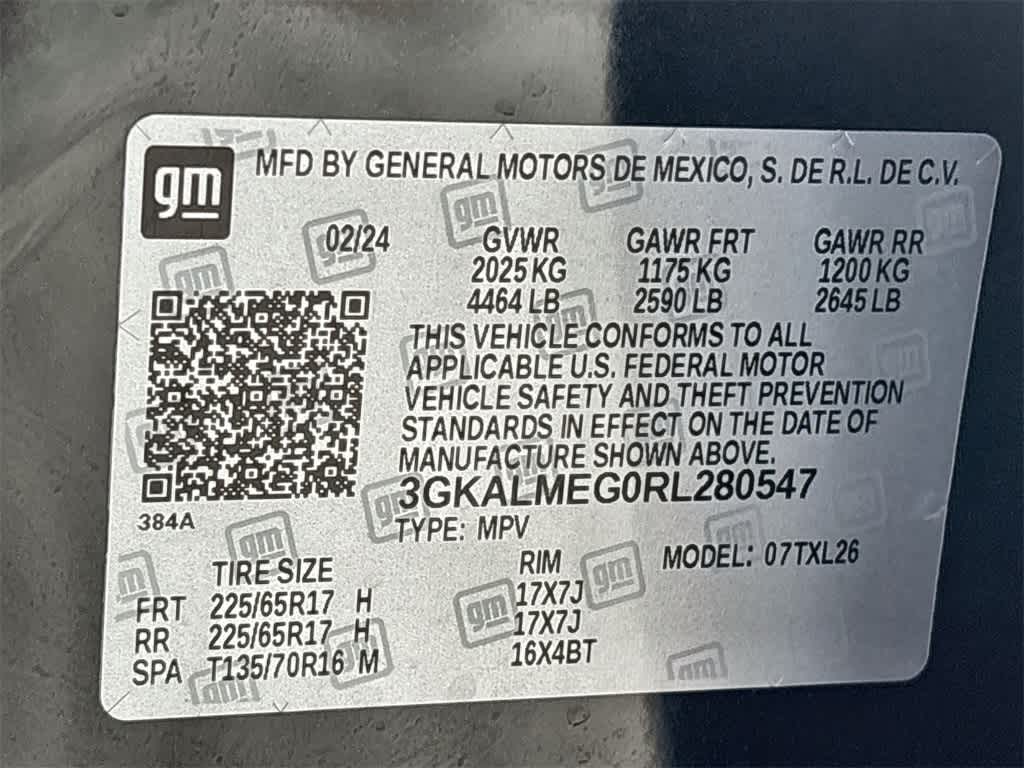 gm
MFD BY GENERAL MOTORS DE MEXICO, S. DE R.L. DE C.V.
02/24 GVWR GAWR FRT GAWR RR
2025 KG 1175 KG 1200 KG
4464 LB 2590 LB 2645 LB
THIS VEHICLE CONFORMS TO ALL
APPLICABLE U.S. FEDERAL MOTOR
VEHICLE SAFETY AND THEFT PREVENTION
STANDARDS IN EFFECT ON THE DATE OF
MANUFACTURE SHOWN ABOVE.
3GKALMEG0RL280547
384A
TYPE: MPV
MODEL: 07TXL26
TIRE SIZE RIM
FRT 225/65R17 H 17X7J
RR 225/65R17 H 17X7J
SPA T135/70R16 M 16X4BT